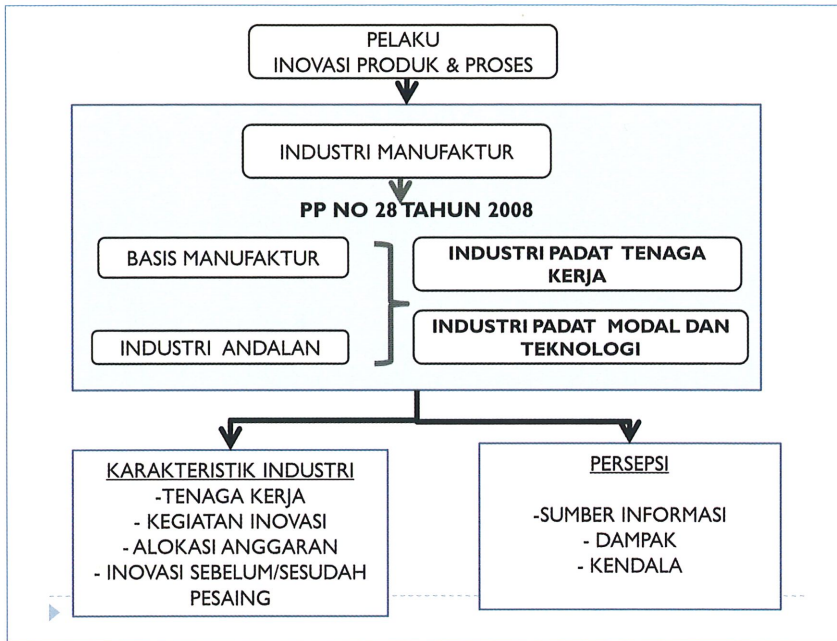 PELAKU
INOVASI PRODUK & PROSES
INDUSTRI MANUFAKTUR
PP NO 28 TAHUN 2008
BASIS MANUFAKTUR
INDUSTRI ANDALAN
INDUSTRI PADAT TENAGA
KERJA
INDUSTRI PADAT MODAL DAN
TEKNOLOGI
KARAKTERISTIK INDUSTRI
-TENAGA KERJA
- KEGIATAN INOVASI
- ALOKASI ANGGARAN
- INOVASI SEBELUM/SESUDAH
PESAING
PERSEPSI
-SUMBER INFORMASI
- DAMPAK
- KENDALA